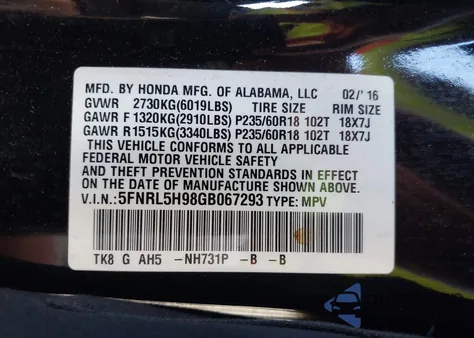 MFD. BY HONDA MFG. OF ALABAMA, LLC 02/'16
GVWR 2730KG(6019LBS) TIRE SIZE RIM SIZE
GAWR F 1320KG(2910LBS) P235/60R18 102T 18X7J
GAWR R1515KG(3340LBS) P235/60R18 102T 18X7J
THIS VEHICLE CONFORMS TO ALL APPLICABLE
FEDERAL MOTOR VEHICLE SAFETY
AND THEFT PREVENTION STANDARDS IN EFFECT
ON THE DATE OF MANUFACTURE SHOWN ABOVE.
V.I.N.:5FNRL5H98GB067293 TYPE: MPV
TK8 G AH5 -NH731P -B -B